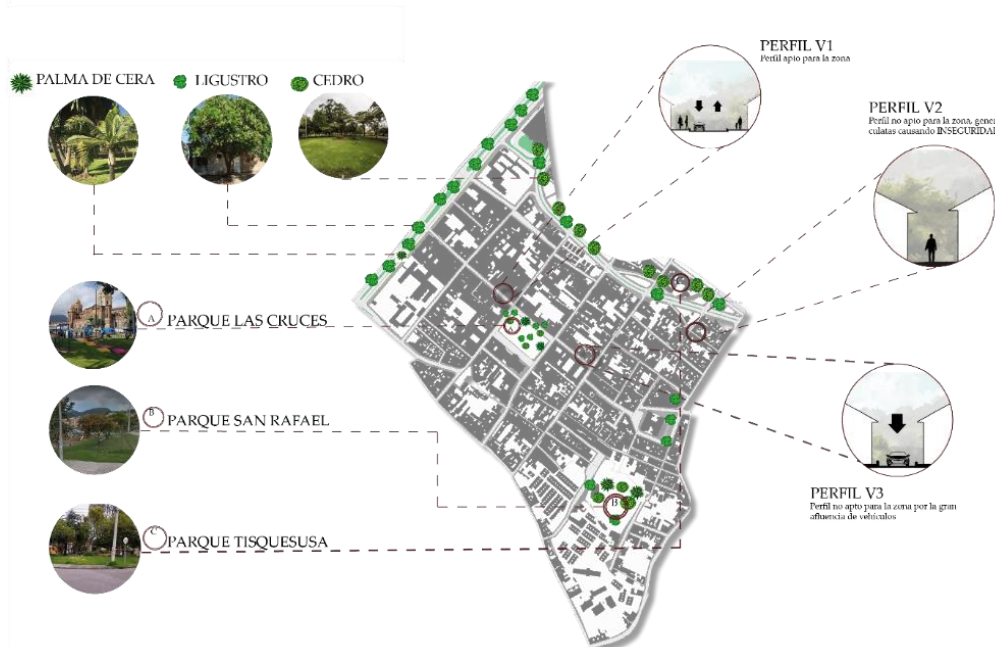 PALMA DE CERA
LIGUSTRO
CEDRO
PERFIL V1
Perfil apto para la zona
PERFIL V2
Perfil no apto para la zona, gener
culatas causando INSEGURIDAD
A
PARQUE LAS CRUCES
B
PARQUE SAN RAFAEL
C
PARQUE TISQUESUSA
B
PERFIL V3
Perfil no apto para la zona por la gran
afluencia de vehículos